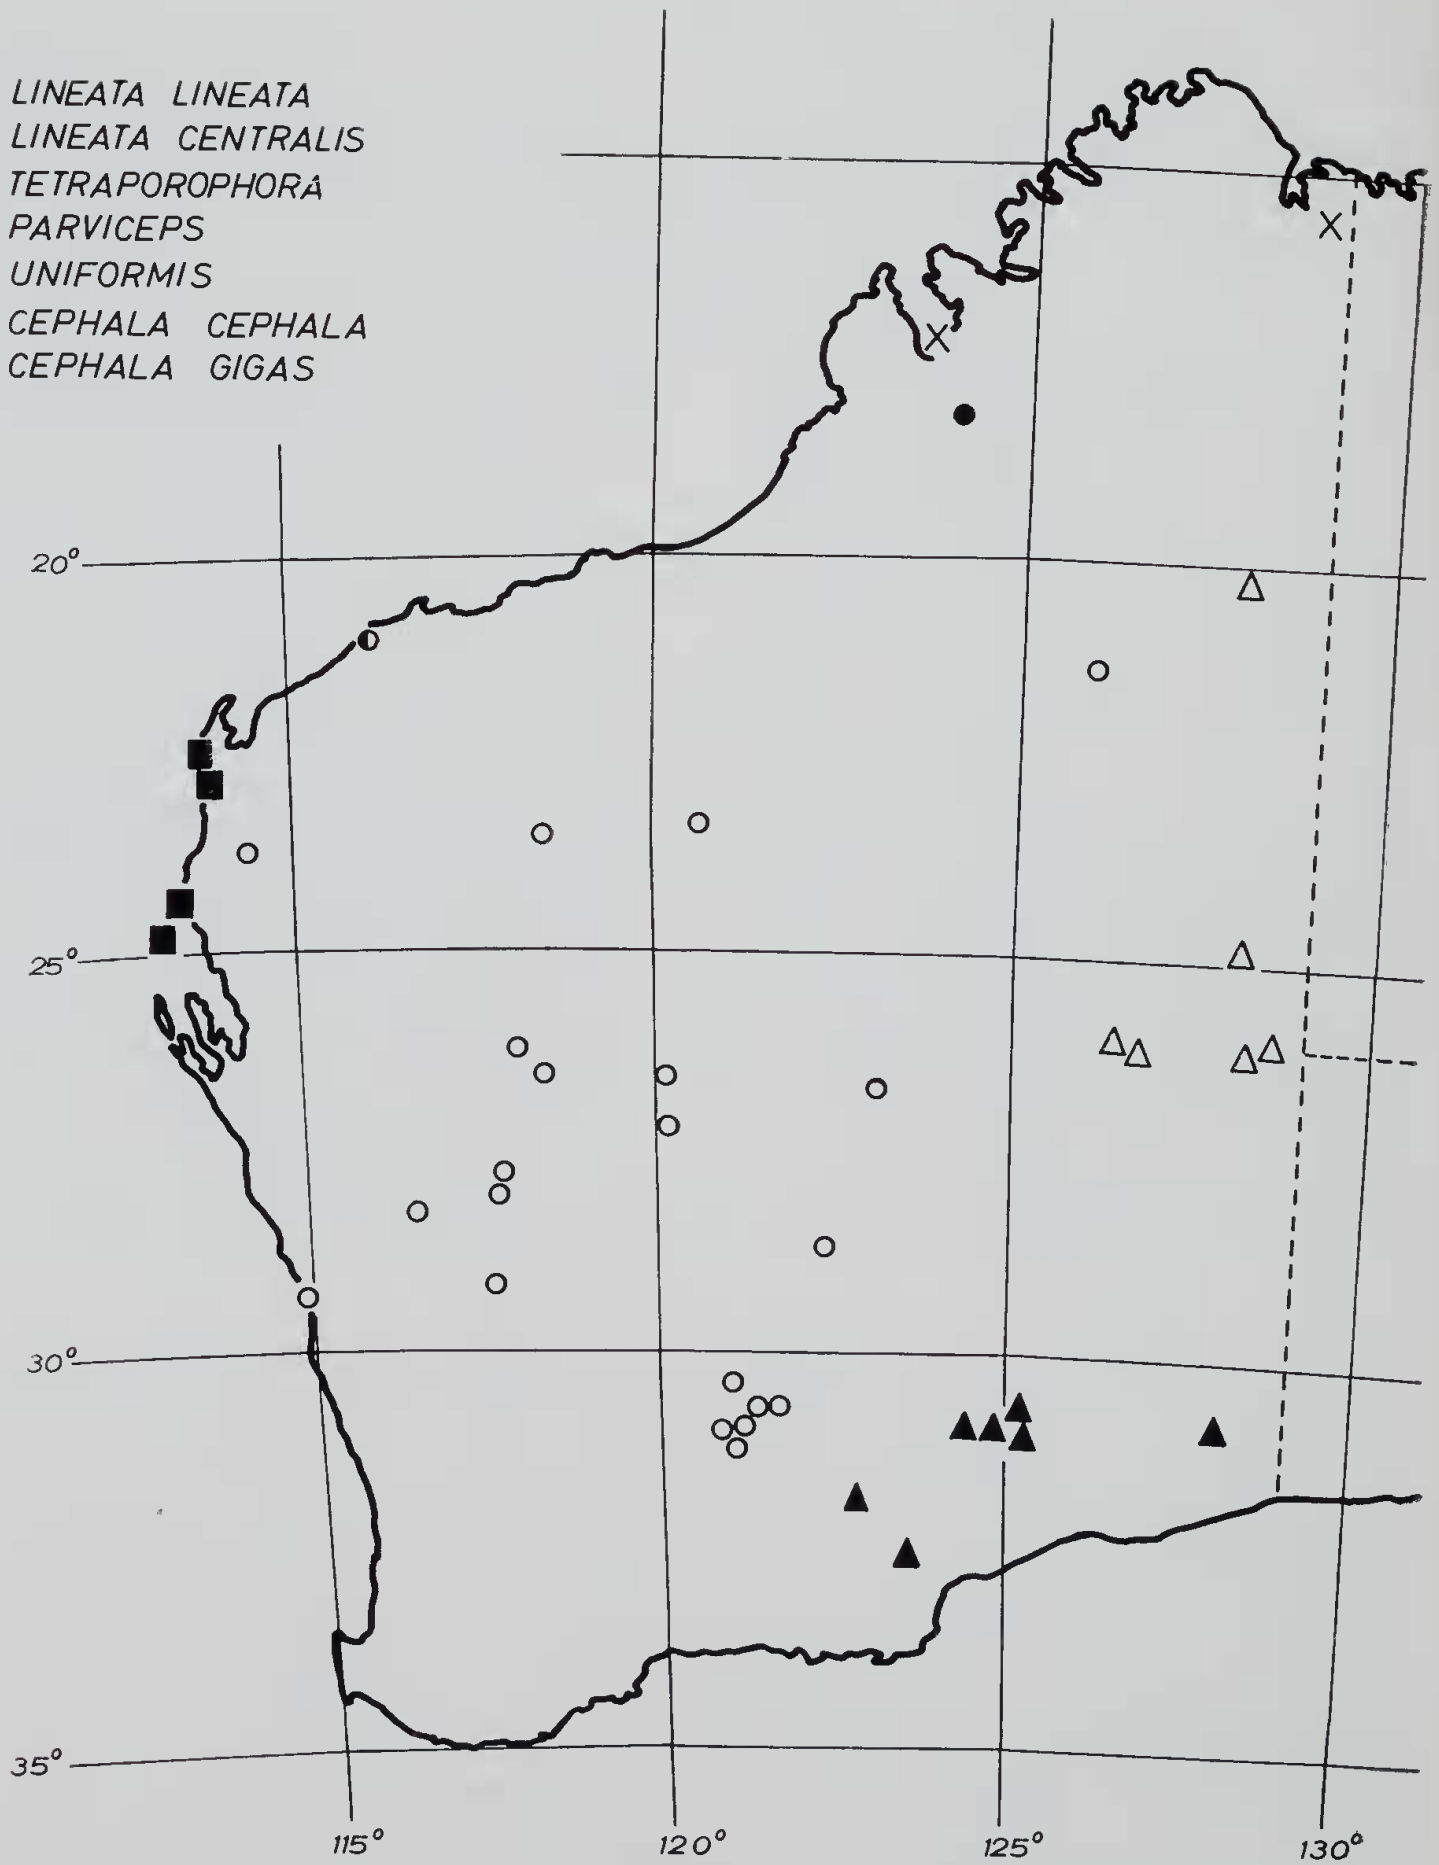 LINEATA LINEATA
LINEATA CENTRALIS
TETRAPOROPHORA
PARVICEPS
UNIFORMIS
CEPHALA CEPHALA
CEPHALA GIGAS
20°
25°
30°
35°
115°
120°
125°
130°